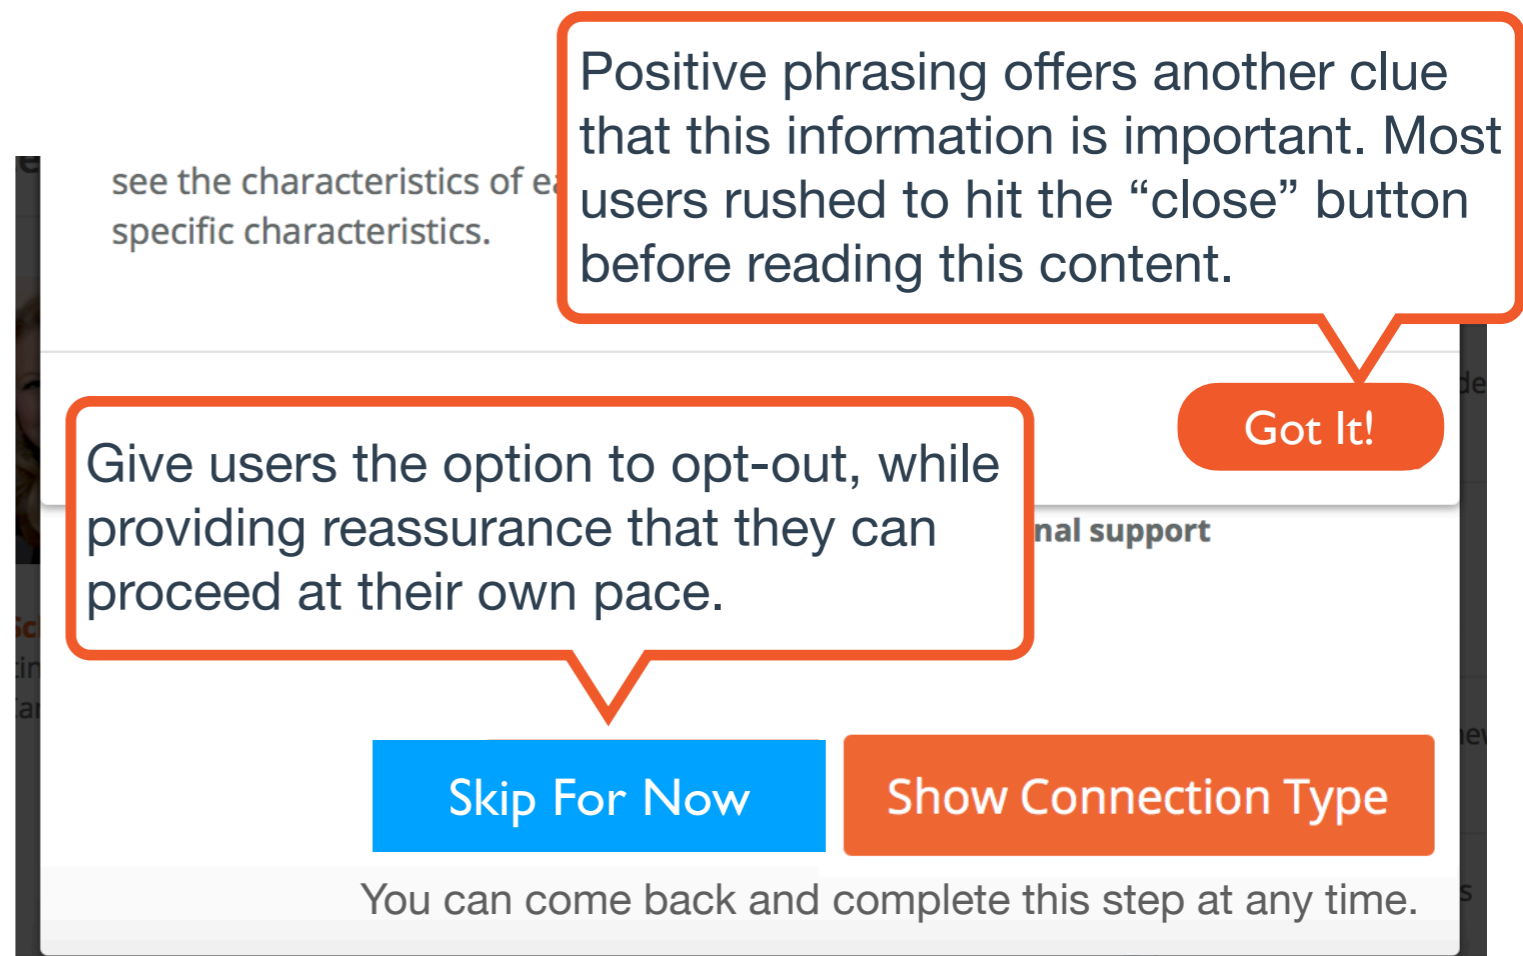 Positive phrasing offers another clue
that this information is important. Most
users rushed to hit the “close” button
before reading this content.
see the characteristics of
specific characteristics.
Got It!
Give users the option to opt-out, while
providing reassurance that they can
proceed at their own pace.
support
Skip For Now
Show Connection Type
You can come back and complete this step at any time.